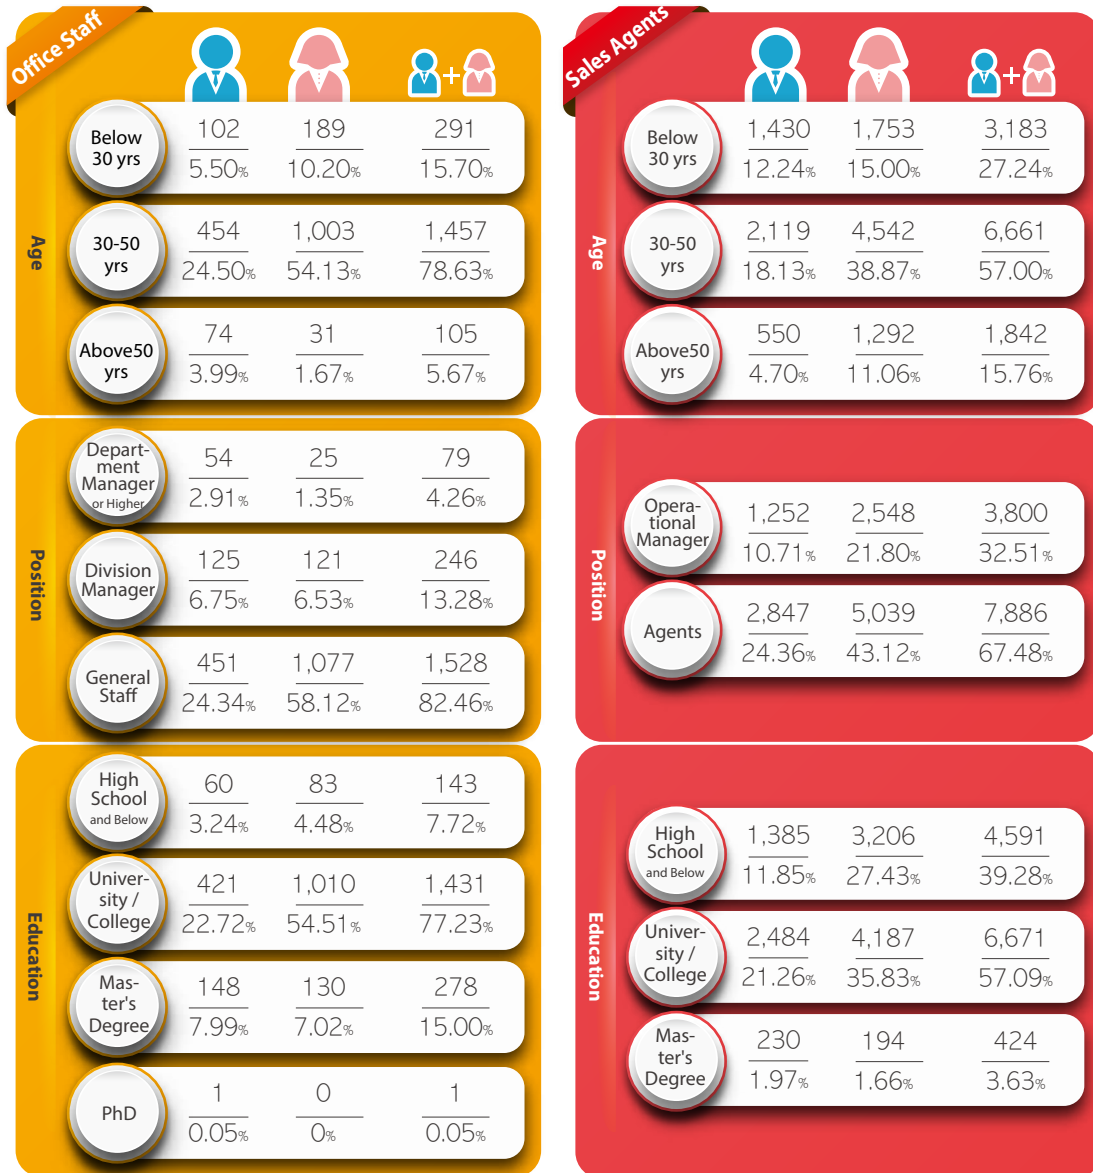 Office Staff
+
Below
30 yrs
102
189
291
5.50%
10.20%
15.70%
Age
30-50
yrs
454
1,003
1,457
24.50%
54.13%
78.63%
Above50
yrs
74
31
105
3.99%
1.67%
5.67%
Position
Depart-
ment
Manager
or Higher
54
25
79
2.91%
1.35%
4.26%
Division
Manager
125
121
246
6.75%
6.53%
13.28%
General
Staff
451
1,077
1,528
24.34%
58.12%
82.46%
Education
High
School
and Below
60
83
143
3.24%
4.48%
7.72%
Univer-
sity /
College
421
1,010
1,431
22.72%
54.51%
77.23%
Mas-
ter's
Degree
148
130
278
7.99%
7.02%
15.00%
PhD
1
0
1
0.05%
0%
0.05%
Sales Agents
+
Below
30 yrs
1,430
1,753
3,183
12.24%
15.00%
27.24%
Age
30-50
yrs
2,119
4,542
6,661
18.13%
38.87%
57.00%
Above50
yrs
550
1,292
1,842
4.70%
11.06%
15.76%
Position
Opera-
tional
Manager
1,252
2,548
3,800
10.71%
21.80%
32.51%
Agents
2,847
5,039
7,886
24.36%
43.12%
67.48%
Education
High
School
and Below
1,385
3,206
4,591
11.85%
27.43%
39.28%
Univer-
sity /
College
2,484
4,187
6,671
21.26%
35.83%
57.09%
Mas-
ter's
Degree
230
194
424
1.97%
1.66%
3.63%